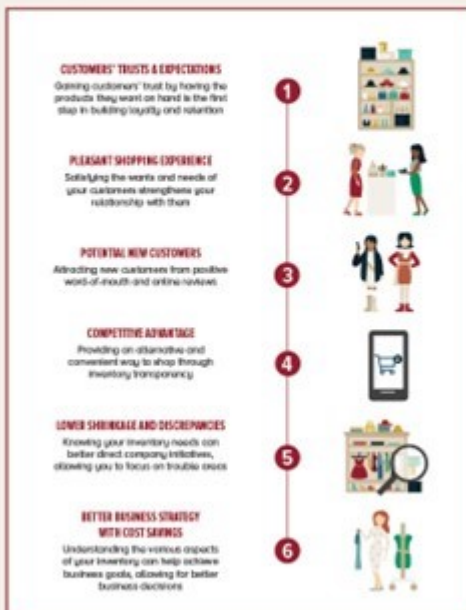 CUSTOMERS' TRUSTS & EXPECTATIONS
Gaining customers' trust by having the
products they want on hand is the first
step in building loyalty and retention
1
PLEASANT SHOPPING EXPERIENCE
Satisfying the wants and needs of
your customers strengthens your
relationship with them
2
POTENTIAL NEW CUSTOMERS
Attracting new customers from positive
word-of-mouth and online reviews
3
COMPETITIVE ADVANTAGE
Providing an alternative and
convenient way to shop through
inventory transparency
4
LOWER SHRINKAGE AND DISCREPANCIES
Knowing your inventory needs can
better direct company initiatives,
allowing you to focus on trouble areas
5
BETTER BUSINESS STRATEGY
WITH COST SAVINGS
Understanding the various aspects
of your inventory can help achieve
business goals, allowing for better
business decisions
6